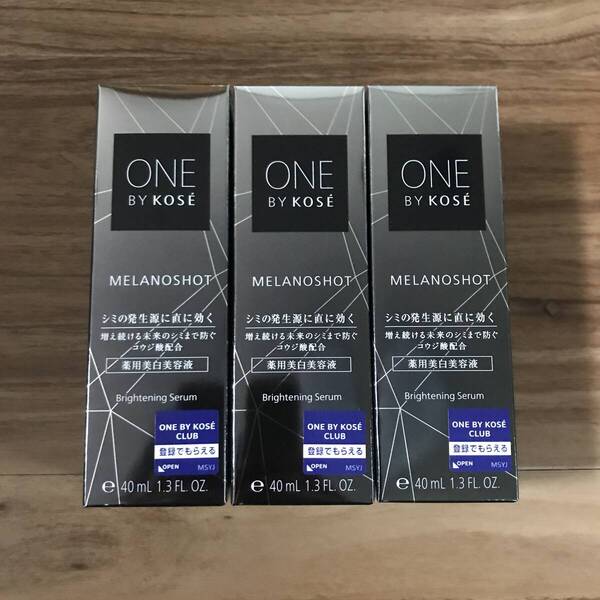 ONE
BY KOSÉ
MELANOSHOT
シミの発生源に直に効く
増え続ける未来のシミまで防ぐ
コウジ酸配合
薬用美白美容液
Brightening Serum
ONE BY KOSÉ
CLUB
登録でもらえる
OPEN MSYJ
e 40 mL 1.3 FL. OZ.
ONE
BY KOSÉ
MELANOSHOT
シミの発生源に直に効く
増え続ける未来のシミまで防ぐ
コウジ酸配合
薬用美白美容液
Brightening Serum
ONE BY KOSÉ
CLUB
登録でもらえる
OPEN MSYJ
e 40 mL 1.3 FL. OZ.
ONE
BY KOSÉ
MELANOSHOT
シミの発生源に直に効く
増え続ける未来のシミまで防ぐ
コウジ酸配合
薬用美白美容液
Brightening Serum
ONE BY KOSÉ
CLUB
登録でもらえる
OPEN MSYJ
e 40 mL 1.3 FL. OZ.